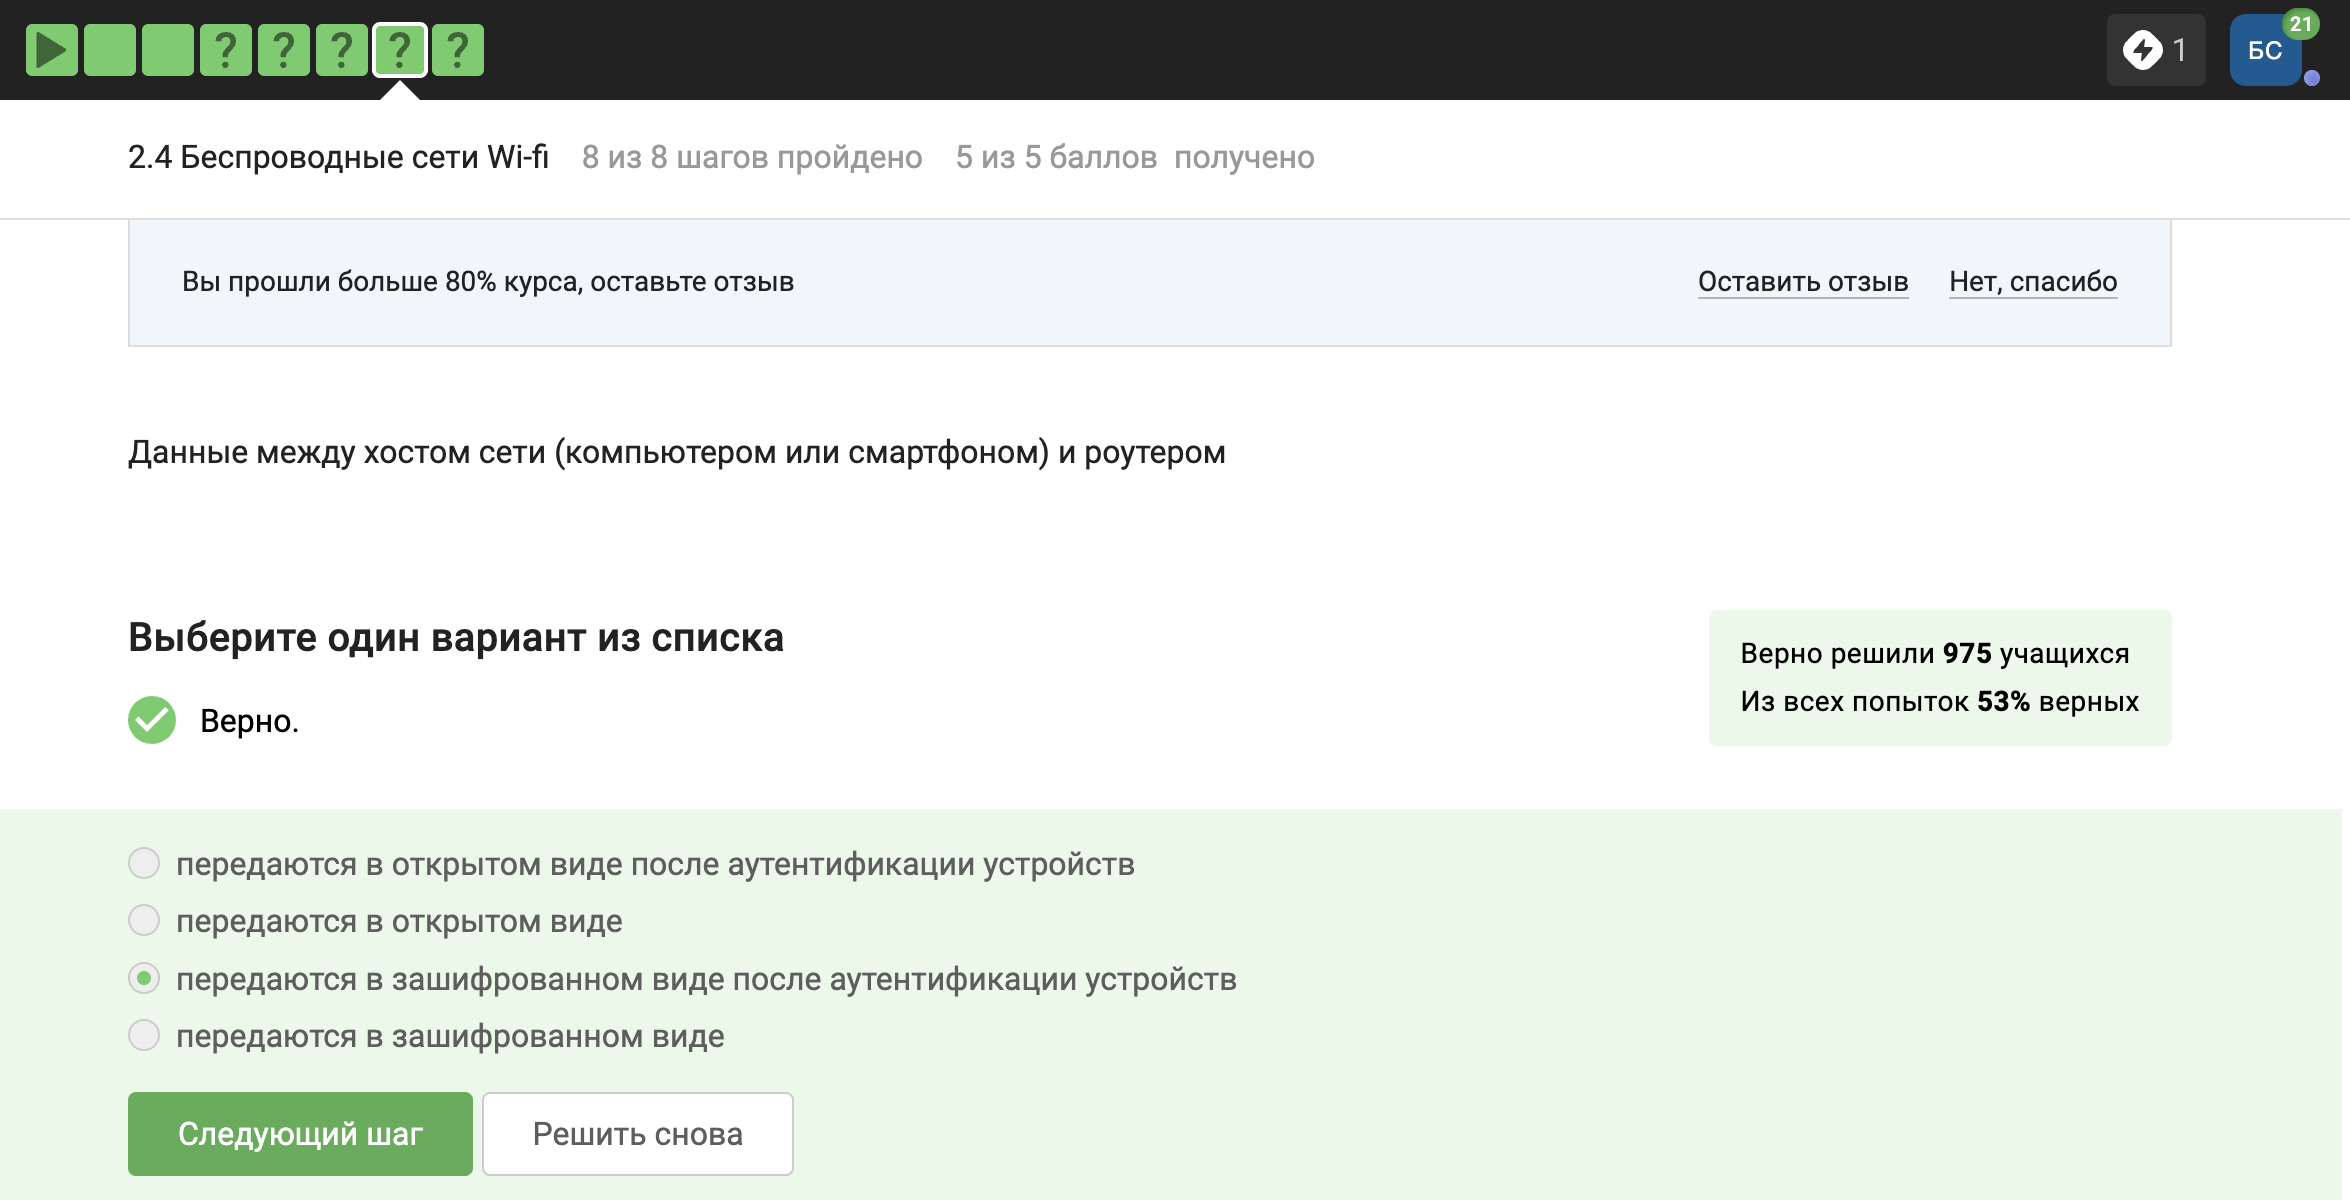 ? ? ? ? ?
1
БС
21
2.4 Беспроводные сети Wi-fi 8 из 8 шагов пройдено 5 из 5 баллов получено
Вы прошли больше 80% курса, оставьте отзыв
Оставить отзыв Нет, спасибо
Данные между хостом сети (компьютером или смартфоном) и роутером
Выберите один вариант из списка
Верно.
Верно решили 975 учащихся
Из всех попыток 53% верных
передаются в открытом виде после аутентификации устройств
передаются в открытом виде
передаются в зашифрованном виде после аутентификации устройств
передаются в зашифрованном виде
Следующий шаг Решить снова